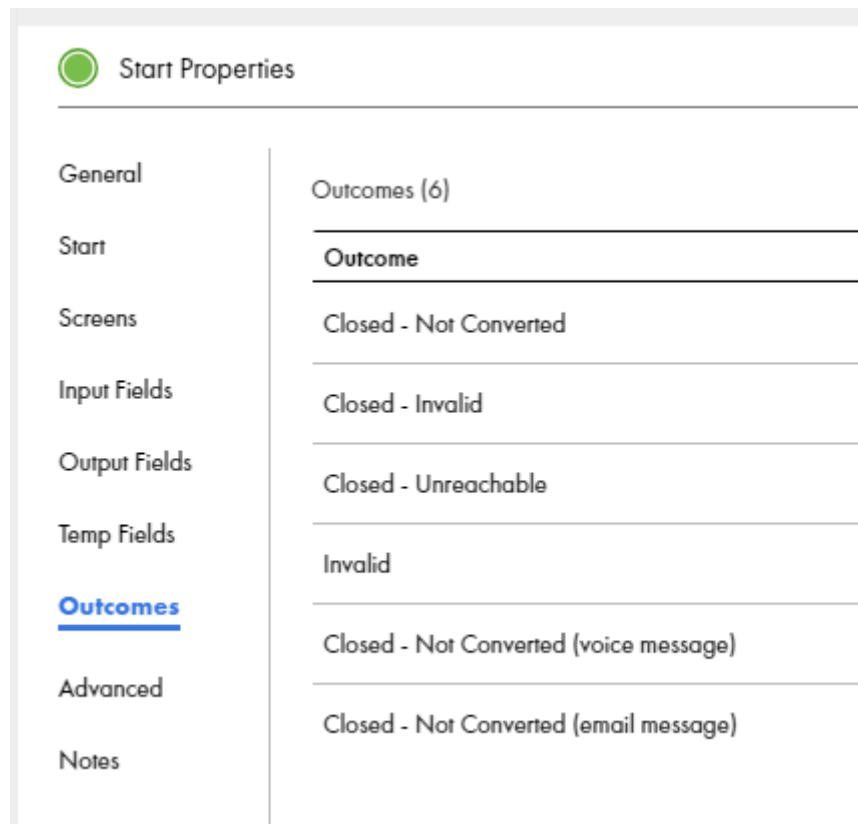 Start Properties
General
Start
Screens
Input Fields
Output Fields
Temp Fields
Outcomes
Advanced
Notes
Outcomes (6)
Outcome
Closed - Not Converted
Closed - Invalid
Closed - Unreachable
Invalid
Closed - Not Converted (voice message)
Closed - Not Converted (email message)